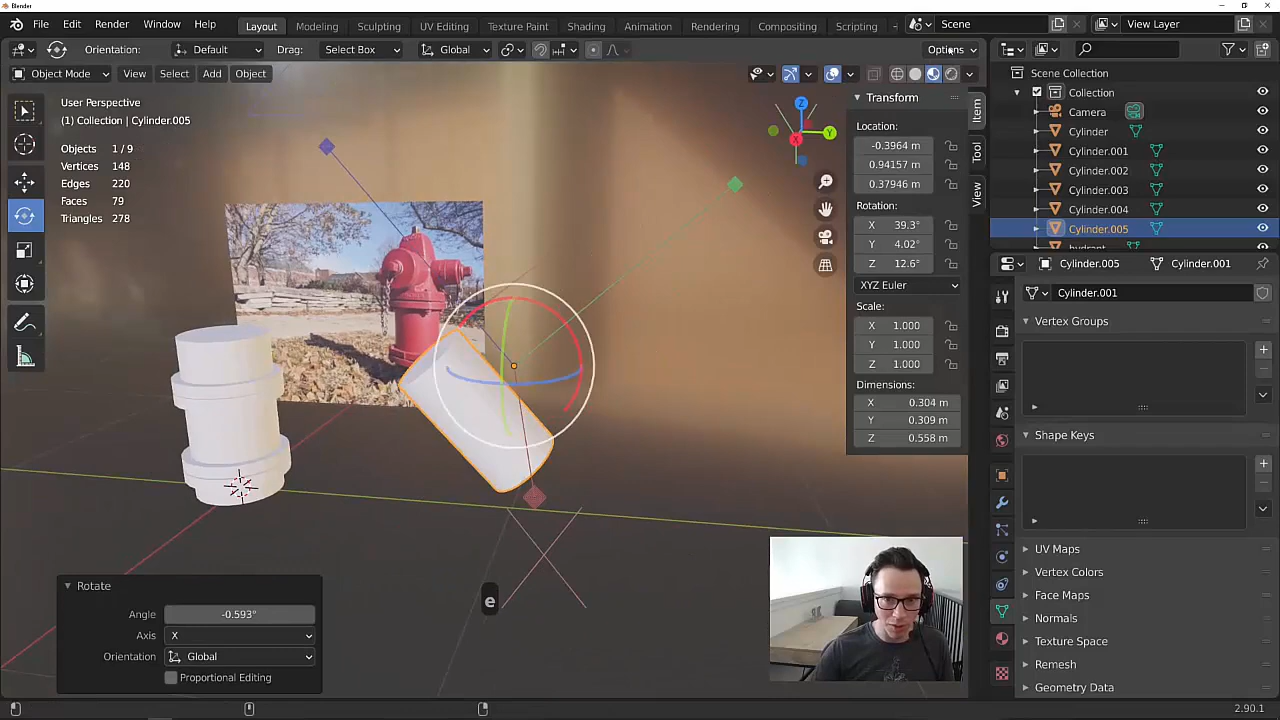 Blender
File Edit Render Window Help Layout Modeling Sculpting UV Editing Texture Paint Shading Animation Rendering Compositing Scripting Scene View Layer
Orientation: Default Drag: Select Box Global Options
Object Mode View Select Add Object
User Perspective
(1) Collection | Cylinder.005
Objects 1 / 9
Vertices 148
Edges 220
Faces 79
Triangles 278
Z
Y
X
Transform
Location:
-0.3964 m
0.94157 m
0.37946 m
Rotation:
X 39.3°
Y 4.02°
Z 12.6°
XYZ Euler
Scale:
X 1.000
Y 1.000
Z 1.000
Dimensions:
X 0.304 m
Y 0.309 m
Z 0.558 m
Item
Tool
View
Scene Collection
Collection
Camera
Cylinder
Cylinder.001
Cylinder.002
Cylinder.003
Cylinder.004
Cylinder.005
hydrant
Cylinder.005 Cylinder.001
Cylinder.001
Vertex Groups
Shape Keys
UV Maps
Vertex Colors
Face Maps
Normals
Texture Space
Remesh
Geometry Data
Rotate
Angle -0.593°
Axis X
Orientation Global
Proportional Editing
e
2.90.1